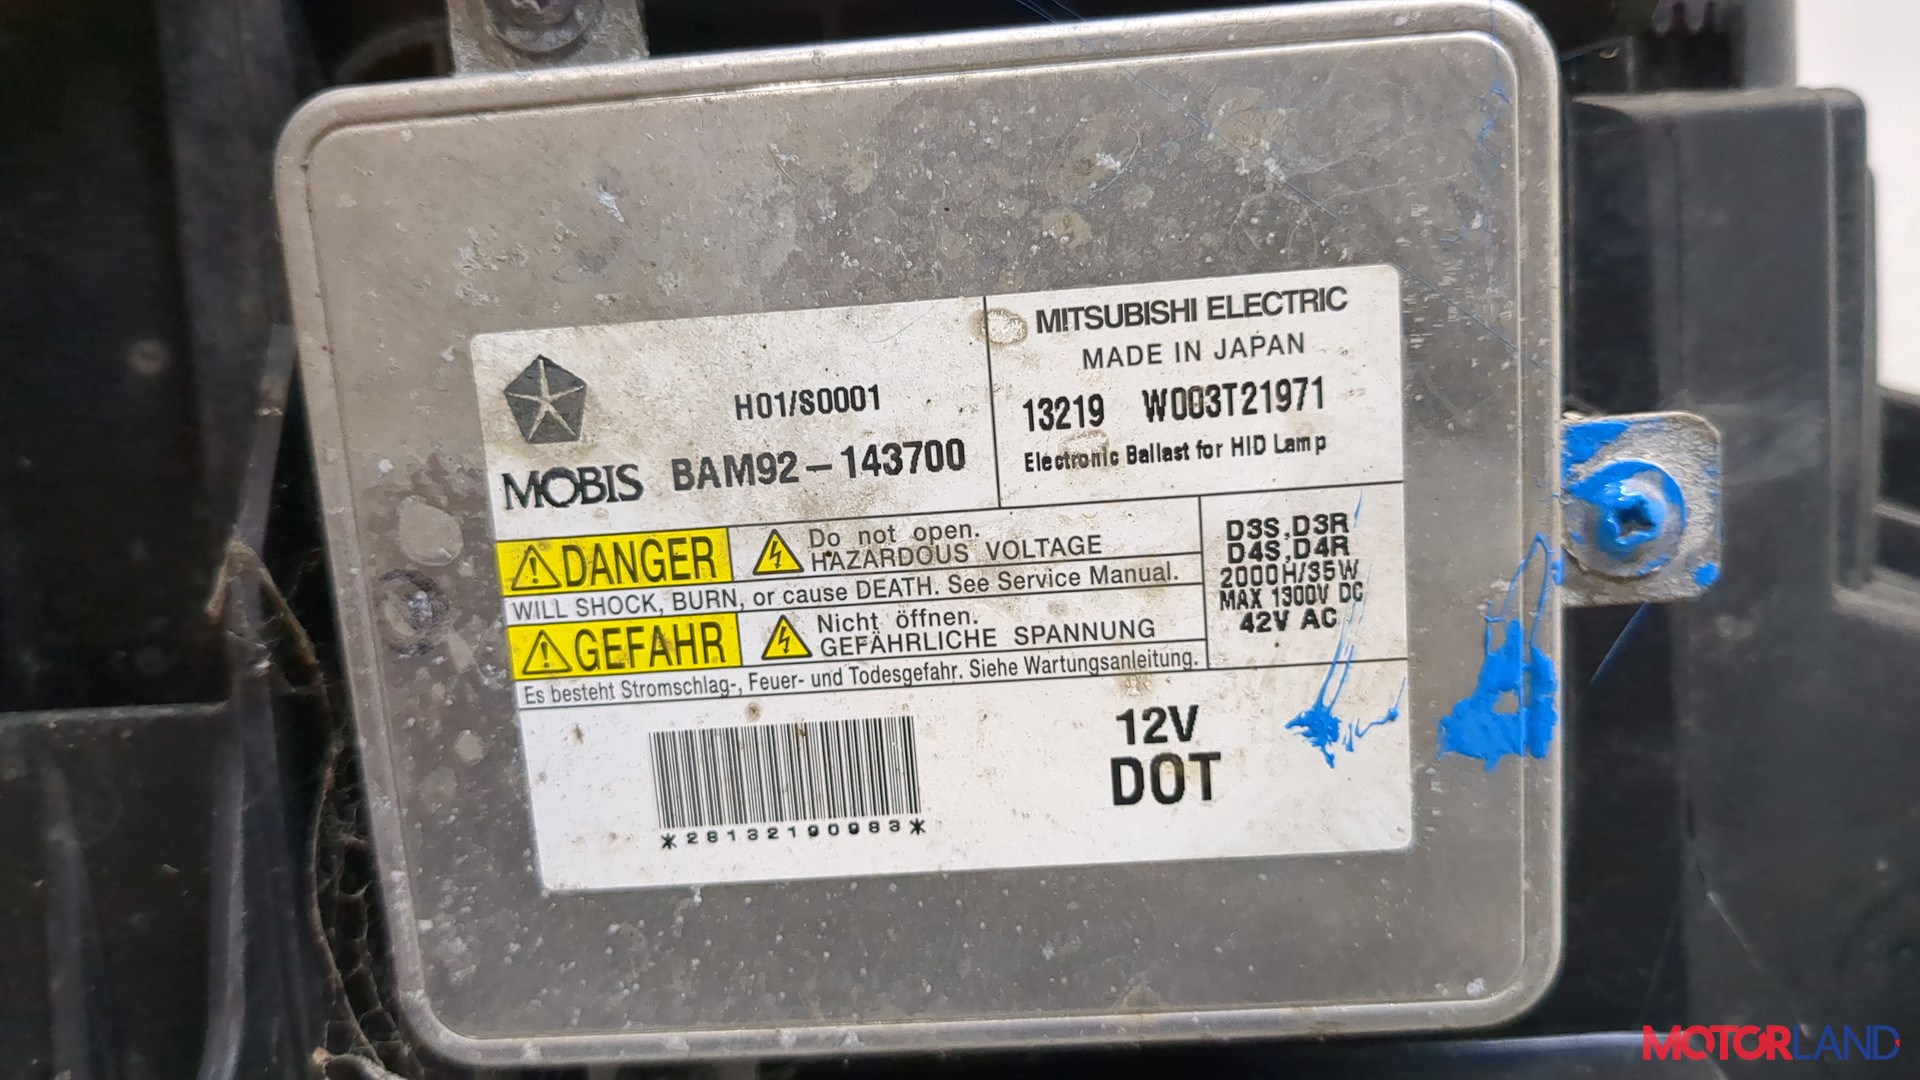 H01/S0001
MOBIS BAM92-143700
MITSUBISHI ELECTRIC
MADE IN JAPAN
13219 W003T21971
Electronic Ballast for HID Lamp
DANGER
Do not open.
HAZARDOUS VOLTAGE
WILL SHOCK, BURN, or cause DEATH. See Service Manual.
GEFAHR
Nicht öffnen.
GEFÄHRLICHE SPANNUNG
Es besteht Stromschlag-, Feuer- und Todesgefahr. Siehe Wartungsanleitung.
D3S,D3R
D4S,D4R
2000H/35W
MAX 1300V DC
42V AC
*28132190983*
12V
DOT
MOTORLAND